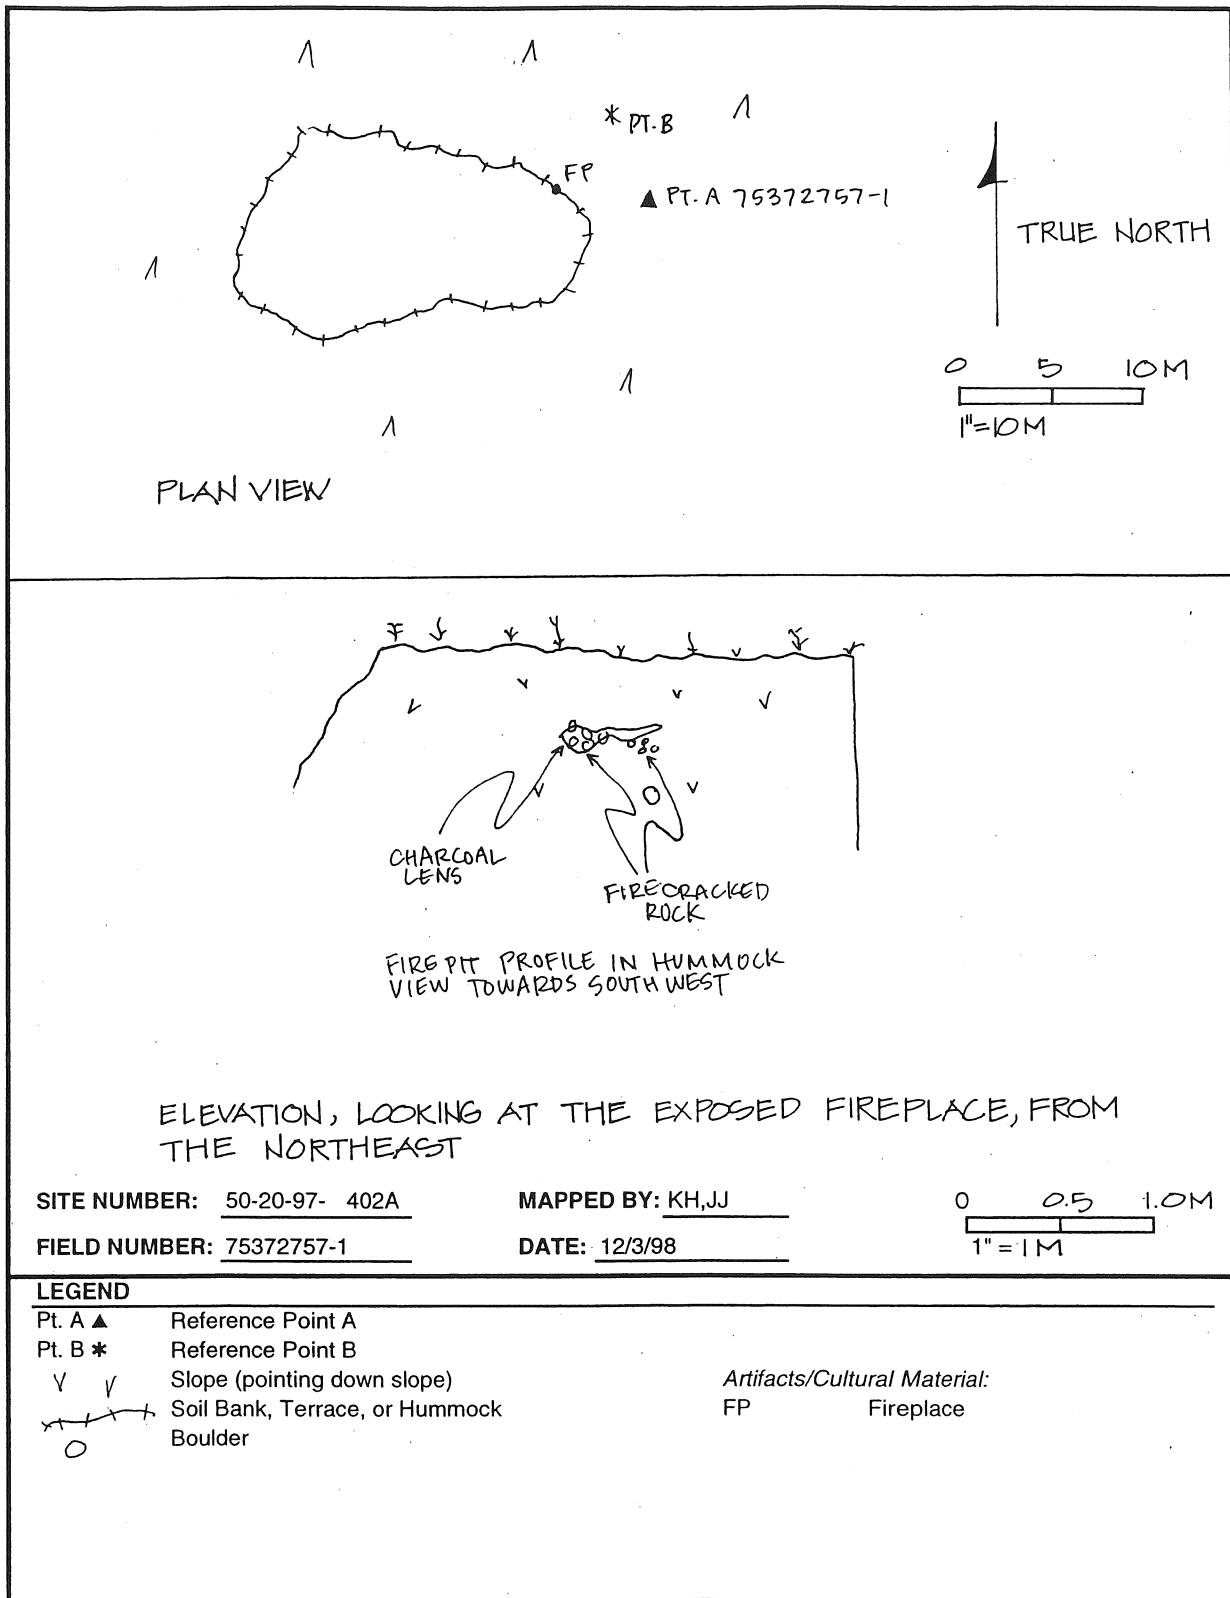 PT.B
FP
PT. A 75372757-1
TRUE NORTH
0 5 10M
1"=10M
PLAN VIEW
CHARCOAL
LENS
FIRECRACKED
ROCK
FIRE PIT PROFILE IN HUMMOCK
VIEW TOWARDS SOUTHWEST
ELEVATION, LOOKING AT THE EXPOSED FIREPLACE, FROM
THE NORTHEAST
SITE NUMBER: 50-20-97- 402A
MAPPED BY: KH,JJ
0 0.5 1.0M
FIELD NUMBER: 75372757-1
DATE: 12/3/98
1" = 1M
LEGEND
Pt. A Reference Point A
Pt. B Reference Point B
Slope (pointing down slope)
Artifacts/Cultural Material:
Soil Bank, Terrace, or Hummock
FP Fireplace
Boulder